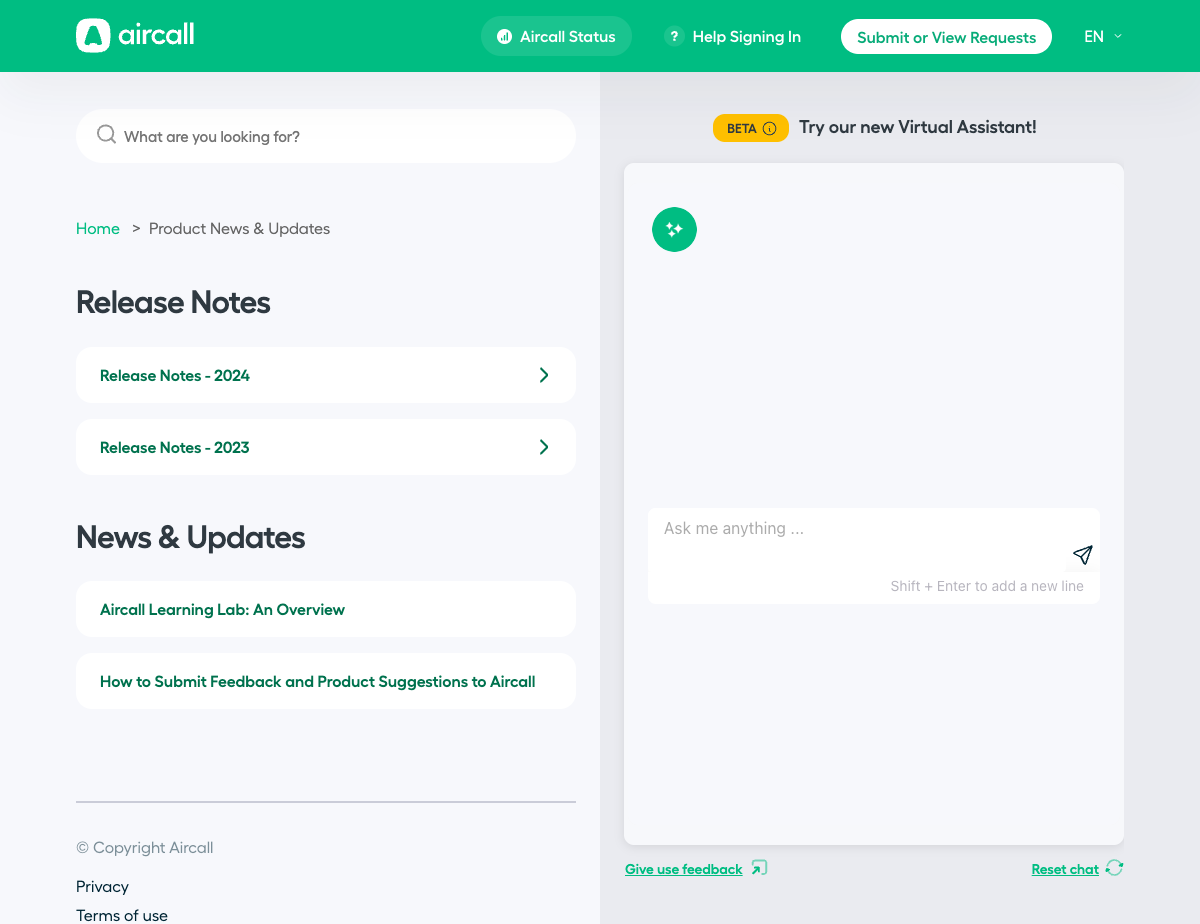 aircall
Aircall Status
? Help Signing In
Submit or View Requests
EN
What are you looking for?
Home > Product News & Updates
Release Notes
Release Notes - 2024
Release Notes - 2023
News & Updates
Aircall Learning Lab: An Overview
How to Submit Feedback and Product Suggestions to Aircall
© Copyright Aircall
Privacy
Terms of use
BETA Try our new Virtual Assistant!
Ask me anything ...
Shift + Enter to add a new line
Give use feedback
Reset chat